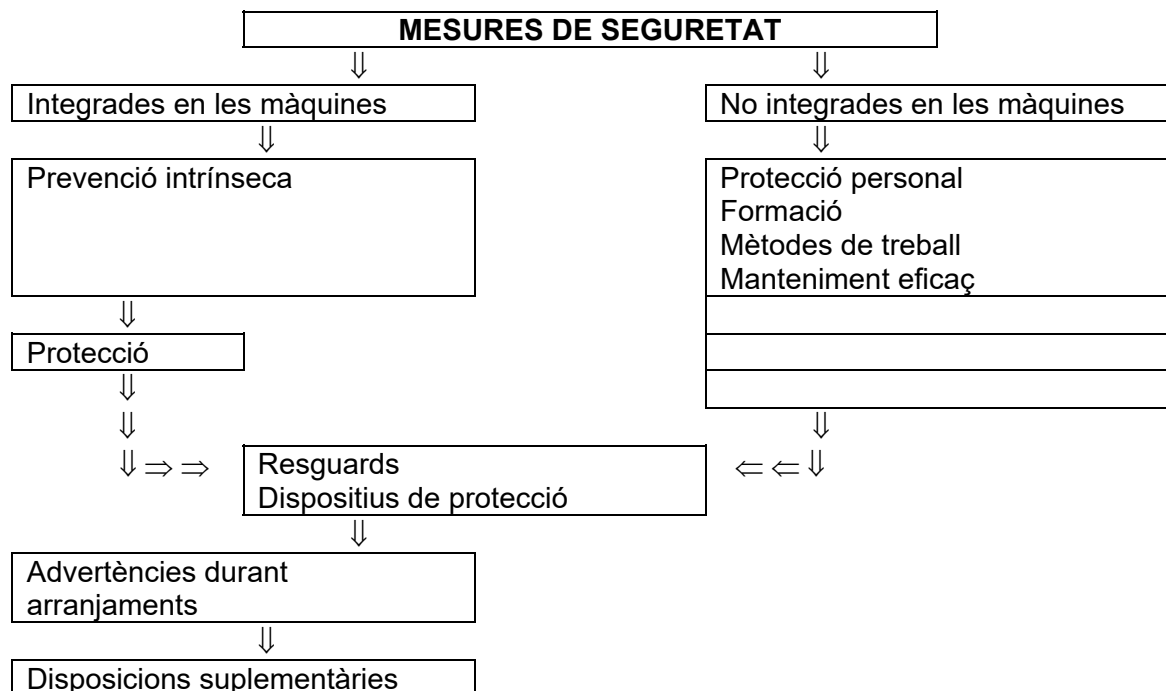 MESURES DE SEGURETAT
⇓ ⇓
Integrades en les màquines
No integrades en les màquines
⇓ ⇓
Prevenció intrínseca
Protecció personal
Formació
Mètodes de treball
Manteniment eficaç
⇓
Protecció
⇓
⇓ ⇓
⇓ ⇒ ⇒
Resguards
Dispositius de protecció
⇐ ⇐ ⇓
⇓
Advertències durant
arranjaments
⇓
Disposicions suplementàries